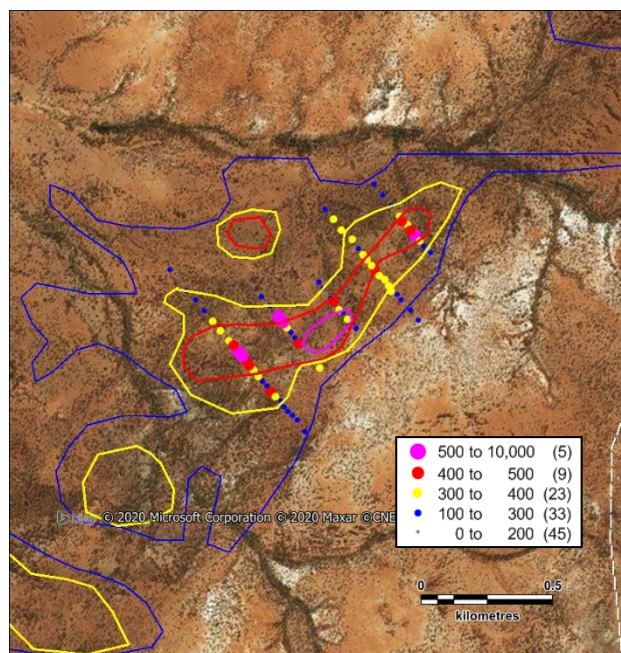 500 to 10,000 (5)
400 to 500 (9)
300 to 400 (23)
100 to 300 (33)
0 to 200 (45)
© 2020 Microsoft Corporation © 2020 Maxar ©CNE
0 0.5
kilometres